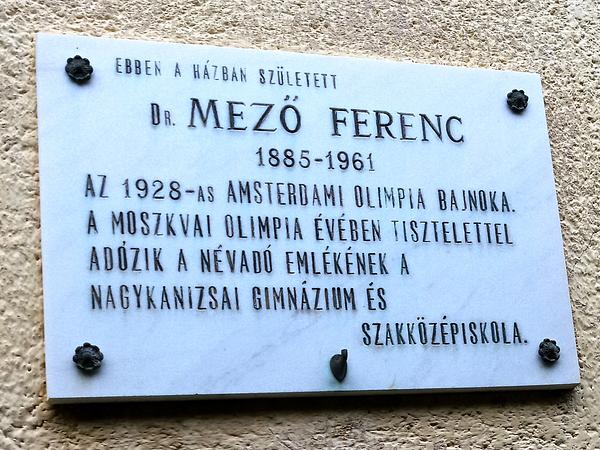 EBBEN A HÁZBAN SZÜLETETT
DR. MEZŐ FERENC
1885-1961
AZ 1928-AS AMSTERDAMI OLIMPIA BAJNOKA.
A MOSZKVAI OLIMPIA ÉVÉBEN TISZTELETTEL
ADÓZIK A NÉVADÓ EMLÉKÉNEK A
NAGYKANIZSAI GIMNÁZIUM ÉS
SZAKKÖZÉPISKOLA.